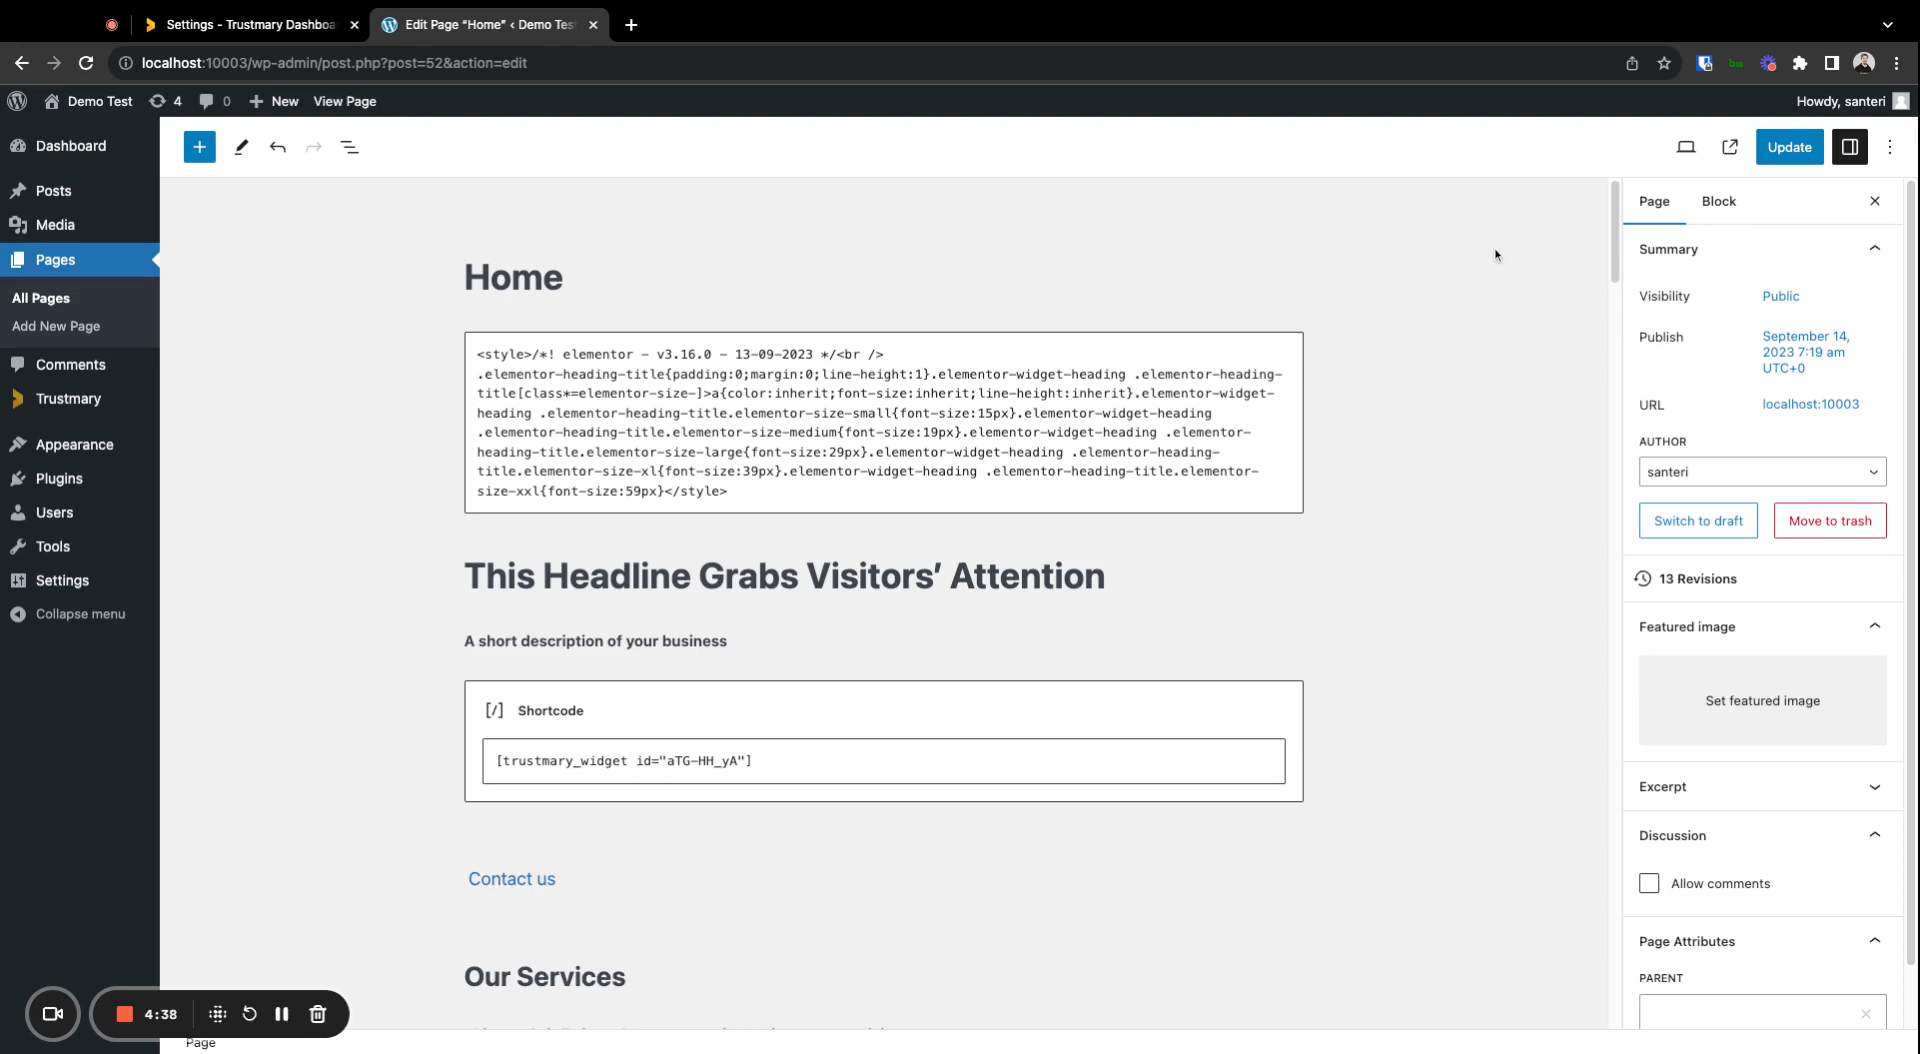 Settings - Trustmary Dashboa
Edit Page “Home” ‹ Demo Tes
localhost:10003/wp-admin/post.php?post=52&action=edit
Demo Test
4
0
New
View Page
Howdy, santeri
Dashboard
Posts
Media
Pages
All Pages
Add New Page
Comments
Trustmary
Appearance
Plugins
Users
Tools
Settings
Collapse menu
Update
Home
<style>/*! elementor - v3.16.0 - 13-09-2023 */<br />
.elementor-heading-title{padding:0;margin:0;line-height:1}.elementor-widget-heading .elementor-heading-
title[class*=elementor-size-]>a{color:inherit;font-size:inherit;line-height:inherit}.elementor-widget-
heading .elementor-heading-title.elementor-size-small{font-size:15px}.elementor-widget-heading
.elementor-heading-title.elementor-size-medium{font-size:19px}.elementor-widget-heading .elementor-
heading-title.elementor-size-large{font-size:29px}.elementor-widget-heading .elementor-heading-
title.elementor-size-xl{font-size:39px}.elementor-widget-heading .elementor-heading-title.elementor-
size-xxl{font-size:59px}</style>
This Headline Grabs Visitors’ Attention
A short description of your business
[/] Shortcode
[trustmary_widget id="aTG-HH_yA"]
Contact us
Our Services
Page
Block
Summary
Visibility
Public
Publish
September 14,
2023 7:19 am
UTC+0
URL
localhost:10003
AUTHOR
santeri
Switch to draft
Move to trash
13 Revisions
Featured image
Set featured image
Excerpt
Discussion
Allow comments
Page Attributes
PARENT
4:38
Page